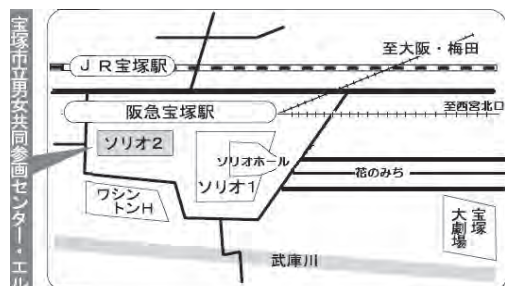 宝塚市立男女共同参画センター・エル
至大阪・梅田
JR宝塚駅
阪急宝塚駅
至西宮北口
ソリオ2
ソリオホール
ソリオ1
花のみち
ワシン
トンH
宝塚
大劇場
武庫川